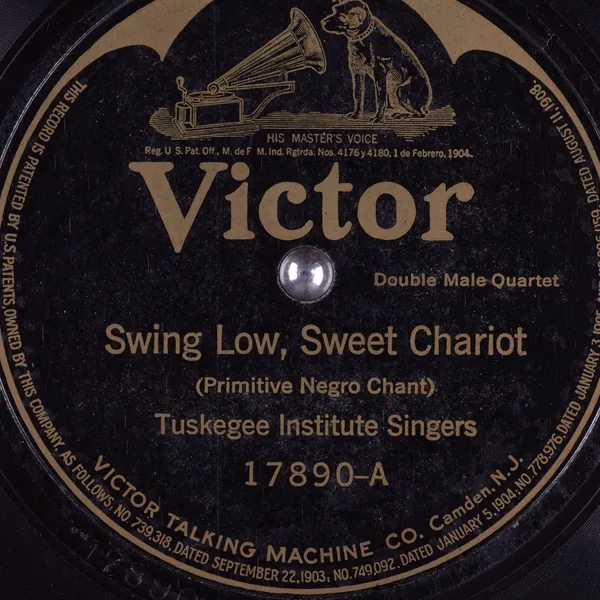 HIS MASTER'S VOICE
Reg. U. S. Pat. Off., M. de F. M. Ind. Rgtrda. Nos. 4176 y 4180, 1 de Febrero, 1904.
Victor
Double Male Quartet
Swing Low, Sweet Chariot
(Primitive Negro Chant)
Tuskegee Institute Singers
17890-A
VICTOR TALKING MACHINE CO. Camden, N. J.
THIS RECORD IS PATENTED BY U.S. PATENTS, OWNED BY THIS COMPANY, AS FOLLOWS; NO. 739,318, DATED SEPTEMBER 22, 1903; NO. 749,092, DATED JANUARY 5, 1904; NO. 778,976, DATED JANUARY 3, DATED AUGUST 11, 1908.